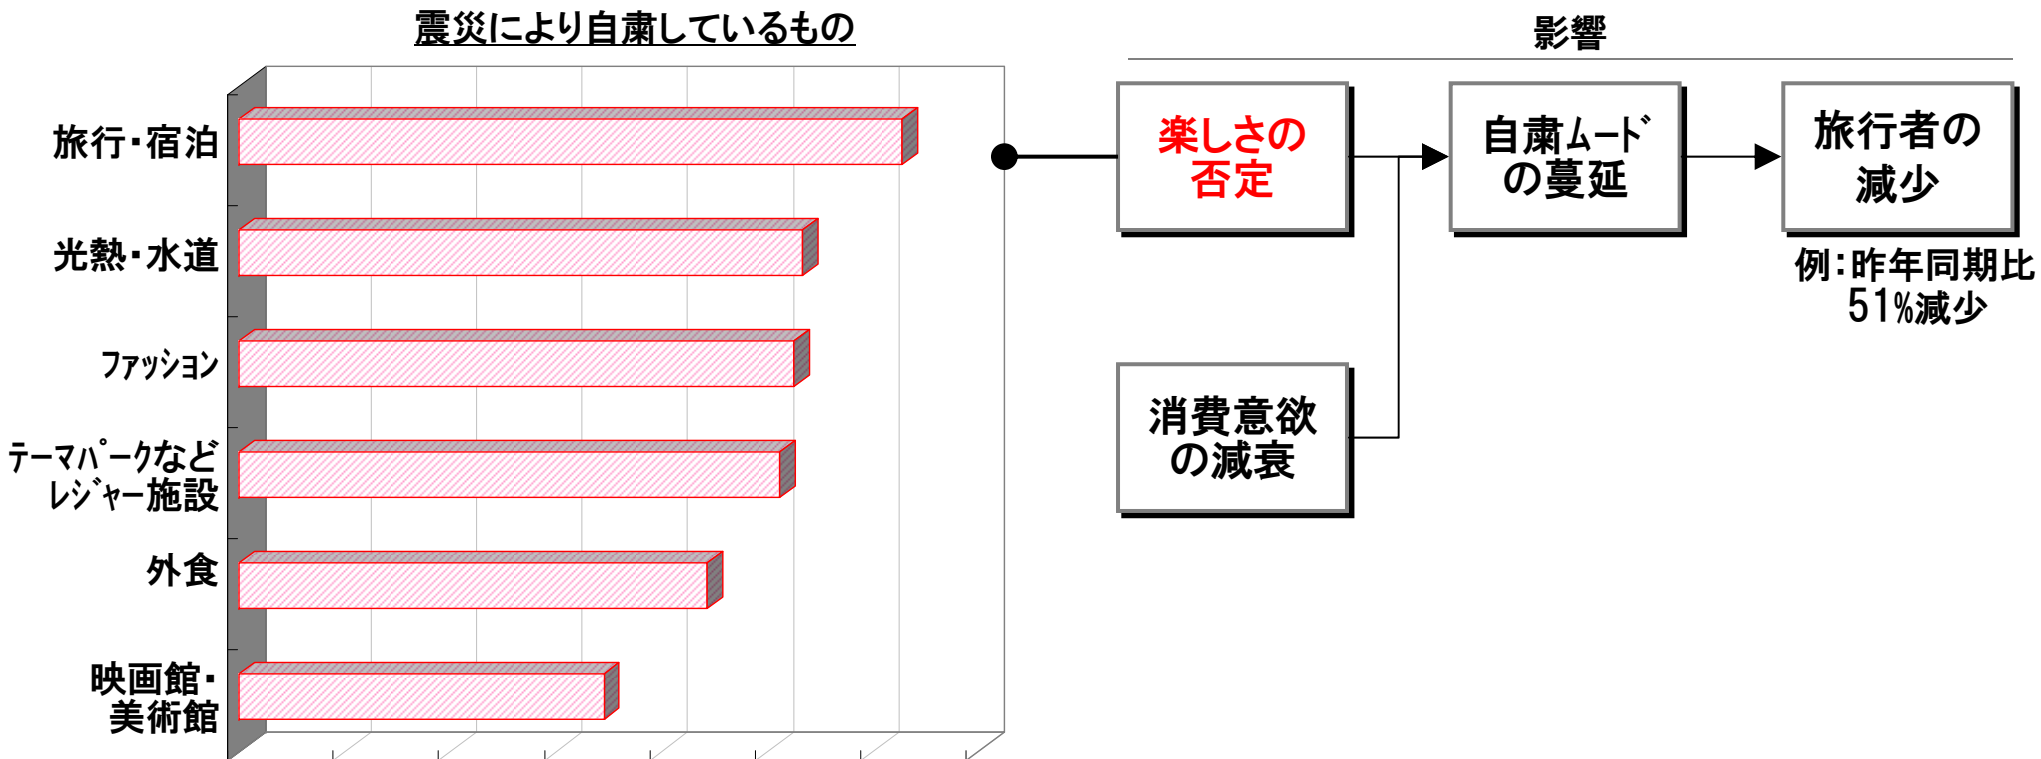 震災により自粛しているもの
旅行・宿泊
光熱・水道
ﾌｧｯｼｮﾝ
ﾃｰﾏﾊﾟｰｸなど
ﾚｼﾞｬｰ施設
外食
映画館・
美術館
影響
楽しさの
否定
自粛ﾑｰﾄﾞ
の蔓延
旅行者の
減少
例：昨年同期比
51%減少
消費意欲
の減衰